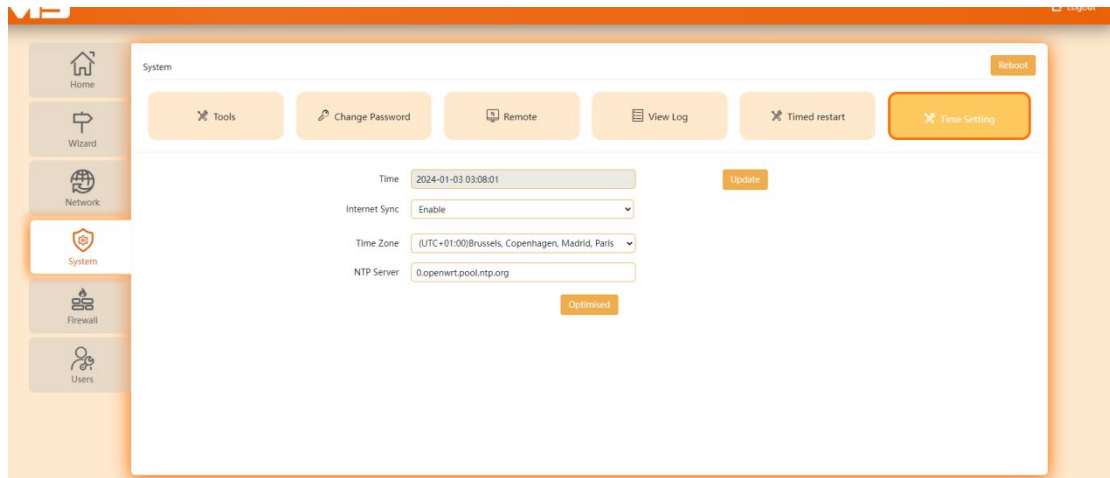 Logout
Home
Wizard
Network
System
Firewall
Users
System
Reboot
Tools
Change Password
Remote
View Log
Timed restart
Time Setting
Time 2024-01-03 03:08:01 Update
Internet Sync Enable
Time Zone (UTC+01:00)Brussels, Copenhagen, Madrid, Paris
NTP Server 0.openwrt.pool.ntp.org
Optimised